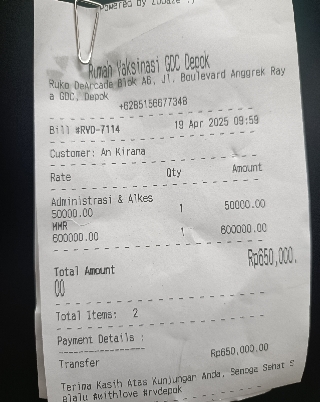 Powered by
Rumah Vaksinasi GDC Depok
Ruko DeArcade Blok A6, Jl. Boulevard Anggrek Ray
a GDC, Depok
+6285156677348
Bill #RVD-7114 19 Apr 2025 09:59
Customer: An Kirana
Rate Qty Amount
Administrasi & Alkes
50000.00 1 50000.00
MMR
600000.00 1 600000.00
Total Amount Rp650,000.
00
Total Items: 2
Payment Details :
Transfer Rp650,000.00
Terima Kasih Atas Kunjungan Anda, Semoga Sehat S
elalu #withlove #rvdepok